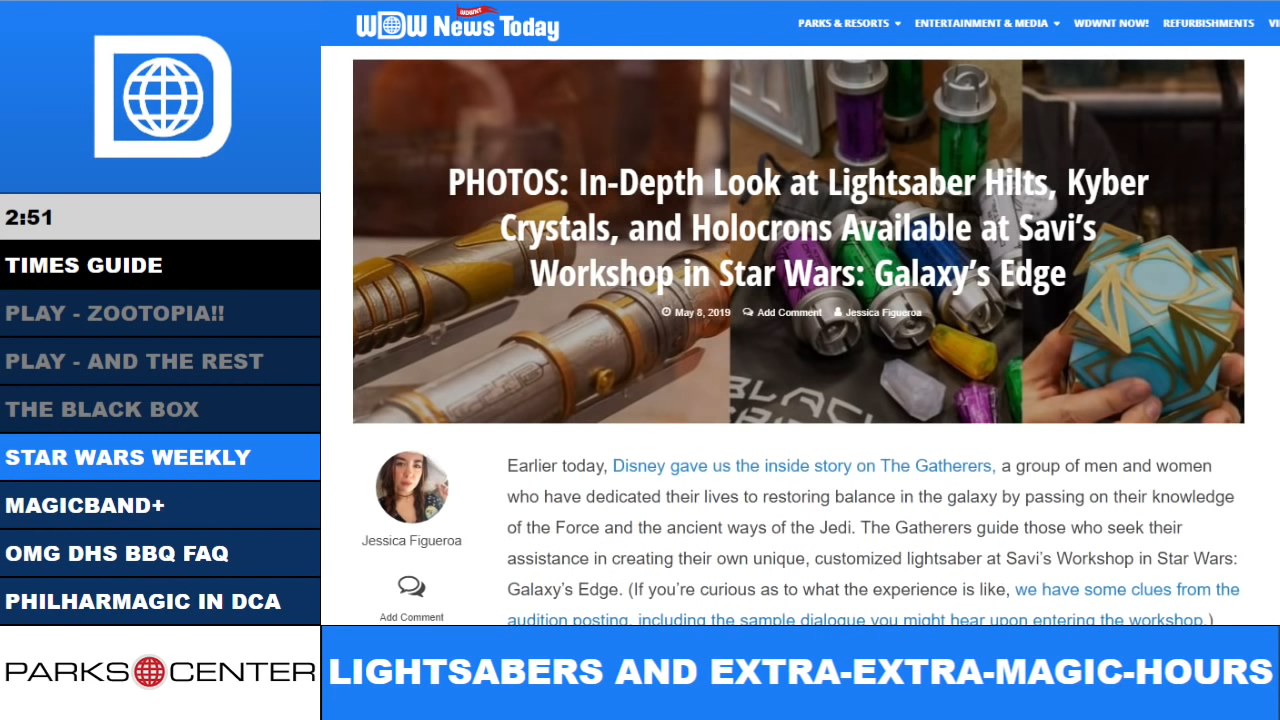 2:51
TIMES GUIDE
PLAY - ZOOTOPIA!!
PLAY - AND THE REST
THE BLACK BOX
STAR WARS WEEKLY
MAGICBAND+
OMG DHS BBQ FAQ
PHILHARMAGIC IN DCA
PARKS CENTER
WDWNT
WDW News Today
PARKS & RESORTS
ENTERTAINMENT & MEDIA
WDWNT NOW!
REFURBISHMENTS
PHOTOS: In-Depth Look at Lightsaber Hilts, Kyber
Crystals, and Holocrons Available at Savi's
Workshop in Star Wars: Galaxy's Edge
May 8, 2019 Add Comment Jessica Figueroa
BLACK
Jessica Figueroa
Add Comment
Earlier today, Disney gave us the inside story on The Gatherers, a group of men and women
who have dedicated their lives to restoring balance in the galaxy by passing on their knowledge
of the Force and the ancient ways of the Jedi. The Gatherers guide those who seek their
assistance in creating their own unique, customized lightsaber at Savi's Workshop in Star Wars:
Galaxy's Edge. (If you're curious as to what the experience is like, we have some clues from the
audition posting, including the sample dialogue you might hear upon entering the workshop.)
LIGHTSABERS AND EXTRA-EXTRA-MAGIC-HOURS